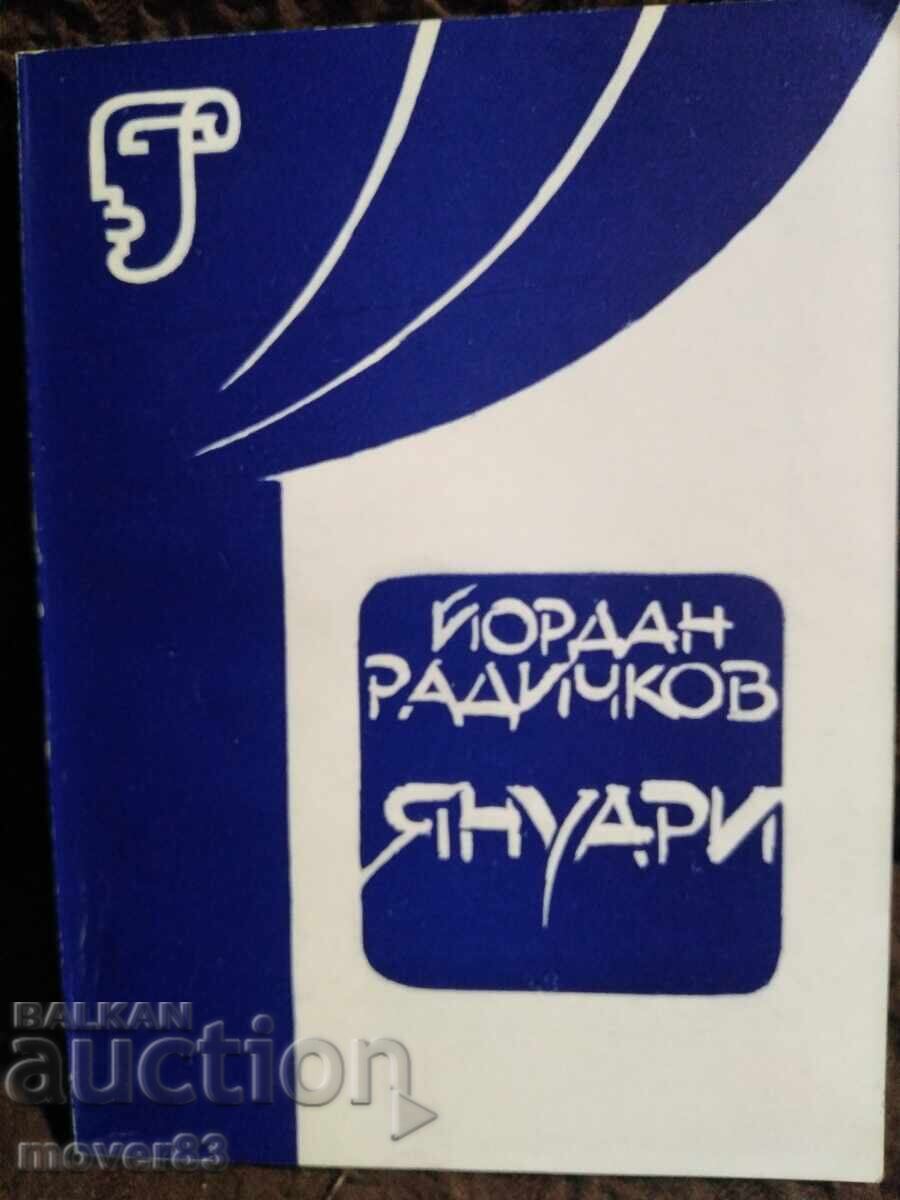 ЙОРДАН
РАДИЧКОВ
ЯНУАРИ
BALKAN
auction
mover83